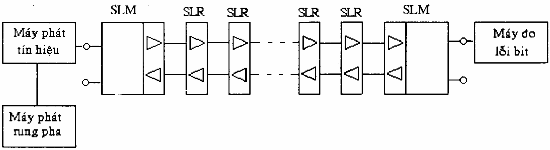 SLM SLR SLR SLR SLR SLM
Máy phát
tín hiệu
Máy đo
lỗi bit
Máy phát
rung pha